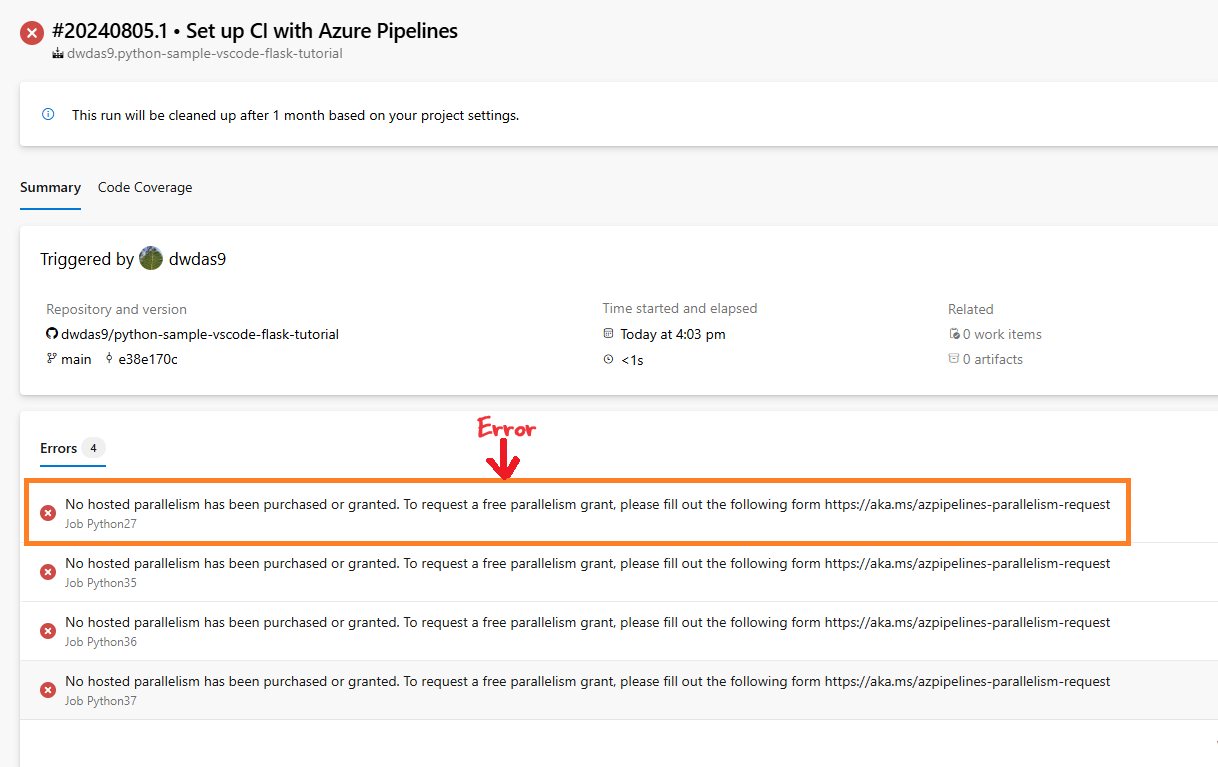 #20240805.1 • Set up CI with Azure Pipelines
dwdas9.python-sample-vscode-flask-tutorial
This run will be cleaned up after 1 month based on your project settings.
Summary Code Coverage
Triggered by dwdas9
Repository and version
dwdas9/python-sample-vscode-flask-tutorial
main e38e170c
Time started and elapsed
Today at 4:03 pm
<1s
Related
0 work items
0 artifacts
Error
Errors 4
No hosted parallelism has been purchased or granted. To request a free parallelism grant, please fill out the following form https://aka.ms/azpipelines-parallelism-request
Job Python27
No hosted parallelism has been purchased or granted. To request a free parallelism grant, please fill out the following form https://aka.ms/azpipelines-parallelism-request
Job Python35
No hosted parallelism has been purchased or granted. To request a free parallelism grant, please fill out the following form https://aka.ms/azpipelines-parallelism-request
Job Python36
No hosted parallelism has been purchased or granted. To request a free parallelism grant, please fill out the following form https://aka.ms/azpipelines-parallelism-request
Job Python37